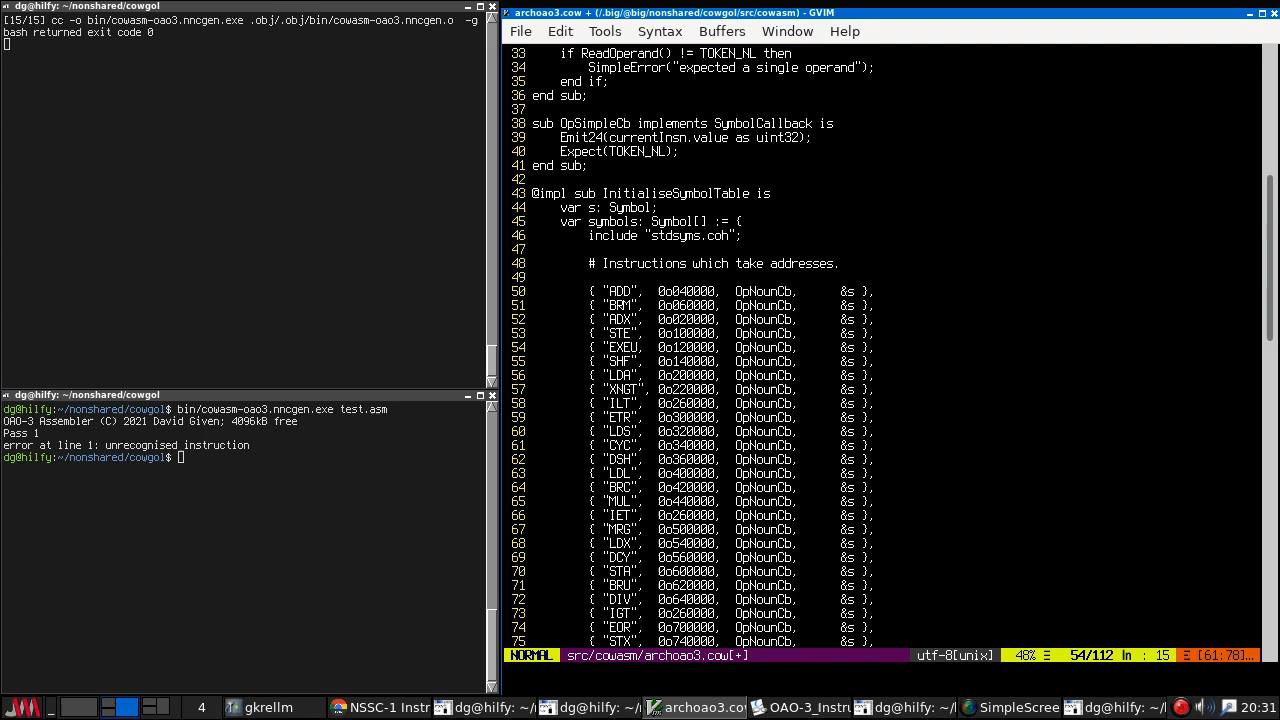 dg@hilfy:~/nonshared/cowgol
[15/16] cc -o bin/cowasm-oao3.nncgen.exe .obj/.obj/bin/cowasm-oao3.nncgen.o -g
bash returned exit code 0
dg@hilfy:~/nonshared/cowgol
dg@hilfy:~/nonshared/cowgol$ bin/cowasm-oao3.nncgen.exe test.asm
OAO-3 Assembler (C) 2021 David Given; 4096kB free
Pass 1
error at line 1: unrecognised instruction
dg@hilfy:~/nonshared/cowgol$
archoao3.cow + (/.big/@big/nonshared/cowgol/src/cowasm) - GVIM
File Edit Tools Syntax Buffers Window Help
33 if ReadOperand() != TOKEN_NL then
34 SimpleError("expected a single operand");
35 end if;
36 end sub;
37
38 sub OpSimpleCb implements SymbolCallback is
39 Emit24(currentInsn.value as uint32);
40 Expect(TOKEN_NL);
41 end sub;
42
43 @impl sub InitialiseSymbolTable is
44 var s: Symbol;
45 var symbols: Symbol[] := {
46 include "stdsyms.coh";
47
48 # Instructions which take addresses.
49
50 { "ADD", 0o040000, OpNounCb, &s },
51 { "BRM", 0o060000, OpNounCb, &s },
52 { "ADX", 0o020000, OpNounCb, &s },
53 { "STE", 0o100000, OpNounCb, &s },
54 { "EXEU, 0o120000, OpNounCb, &s },
55 { "SHF", 0o140000, OpNounCb, &s },
56 { "LDA", 0o200000, OpNounCb, &s },
57 { "XNGT", 0o220000, OpNounCb, &s },
58 { "ILT", 0o260000, OpNounCb, &s },
59 { "ETR", 0o300000, OpNounCb, &s },
60 { "LDS", 0o320000, OpNounCb, &s },
61 { "CYC", 0o340000, OpNounCb, &s },
62 { "DSH", 0o360000, OpNounCb, &s },
63 { "LDL", 0o400000, OpNounCb, &s },
64 { "BRC", 0o420000, OpNounCb, &s },
65 { "MUL", 0o440000, OpNounCb, &s },
66 { "IET", 0o260000, OpNounCb, &s },
67 { "MRG", 0o500000, OpNounCb, &s },
68 { "LDX", 0o540000, OpNounCb, &s },
69 { "DCY", 0o560000, OpNounCb, &s },
70 { "STA", 0o600000, OpNounCb, &s },
71 { "BRU", 0o620000, OpNounCb, &s },
72 { "DIV", 0o640000, OpNounCb, &s },
73 { "IGT", 0o260000, OpNounCb, &s },
74 { "EOR", 0o700000, OpNounCb, &s },
75 { "STX", 0o740000, OpNounCb, &s },
NORMAL src/cowasm/archoao3.cow[+] utf-8[unix] 48% Ξ 54/112 ln : 15 Ξ [61:78]…
4 gkrellm NSSC-1 Instr dg@hilfy: ~/ dg@hilfy: ~/ archoao3.cov OAO-3_Instru dg@hilfy: ~/r SimpleScree dg@hilfy: ~/ 20:31